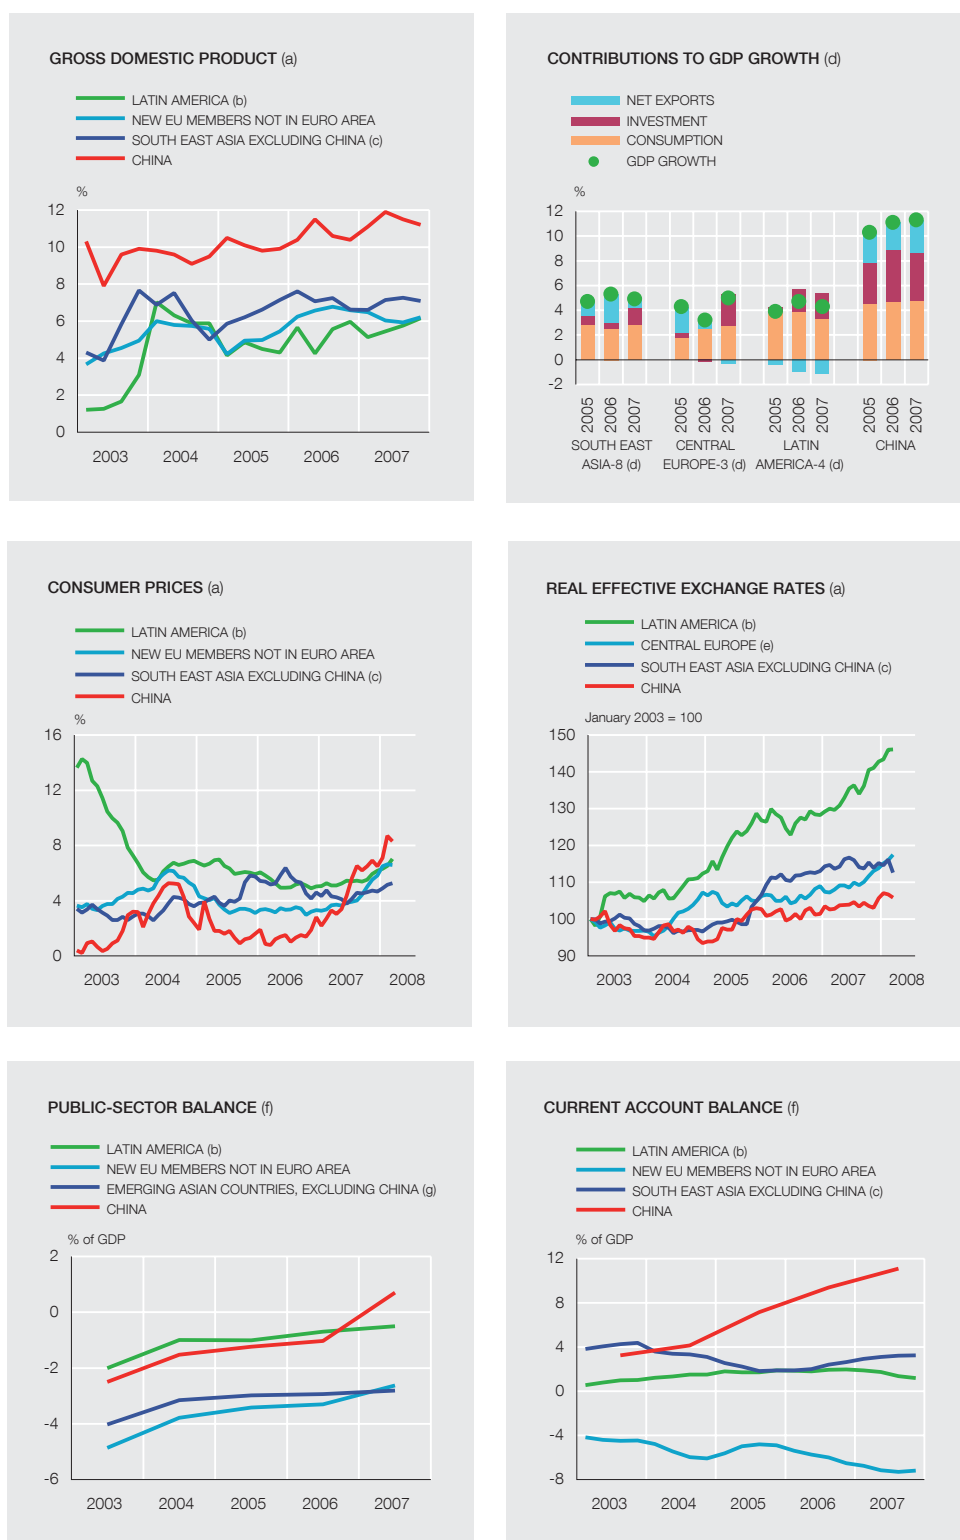 GROSS DOMESTIC PRODUCT (a)
LATIN AMERICA (b)
NEW EU MEMBERS NOT IN EURO AREA
SOUTH EAST ASIA EXCLUDING CHINA (c)
CHINA
%
12
10
8
6
4
2
0
2003 2004 2005 2006 2007
CONTRIBUTIONS TO GDP GROWTH (d)
NET EXPORTS
INVESTMENT
CONSUMPTION
GDP GROWTH
%
12
10
8
6
4
2
0
-2
2005 2006 2007 2005 2006 2007 2005 2006 2007 2005 2006 2007
SOUTH EAST CENTRAL LATIN CHINA
ASIA-8 (d) EUROPE-3 (d) AMERICA-4 (d)
CONSUMER PRICES (a)
LATIN AMERICA (b)
NEW EU MEMBERS NOT IN EURO AREA
SOUTH EAST ASIA EXCLUDING CHINA (c)
CHINA
%
16
12
8
4
0
2003 2004 2005 2006 2007 2008
REAL EFFECTIVE EXCHANGE RATES (a)
LATIN AMERICA (b)
CENTRAL EUROPE (e)
SOUTH EAST ASIA EXCLUDING CHINA (c)
CHINA
January 2003 = 100
150
140
130
120
110
100
90
2003 2004 2005 2006 2007 2008
PUBLIC-SECTOR BALANCE (f)
LATIN AMERICA (b)
NEW EU MEMBERS NOT IN EURO AREA
EMERGING ASIAN COUNTRIES, EXCLUDING CHINA (g)
CHINA
% of GDP
2
0
-2
-4
-6
2003 2004 2005 2006 2007
CURRENT ACCOUNT BALANCE (f)
LATIN AMERICA (b)
NEW EU MEMBERS NOT IN EURO AREA
SOUTH EAST ASIA EXCLUDING CHINA (c)
CHINA
% of GDP
12
8
4
0
-4
-8
2003 2004 2005 2006 2007